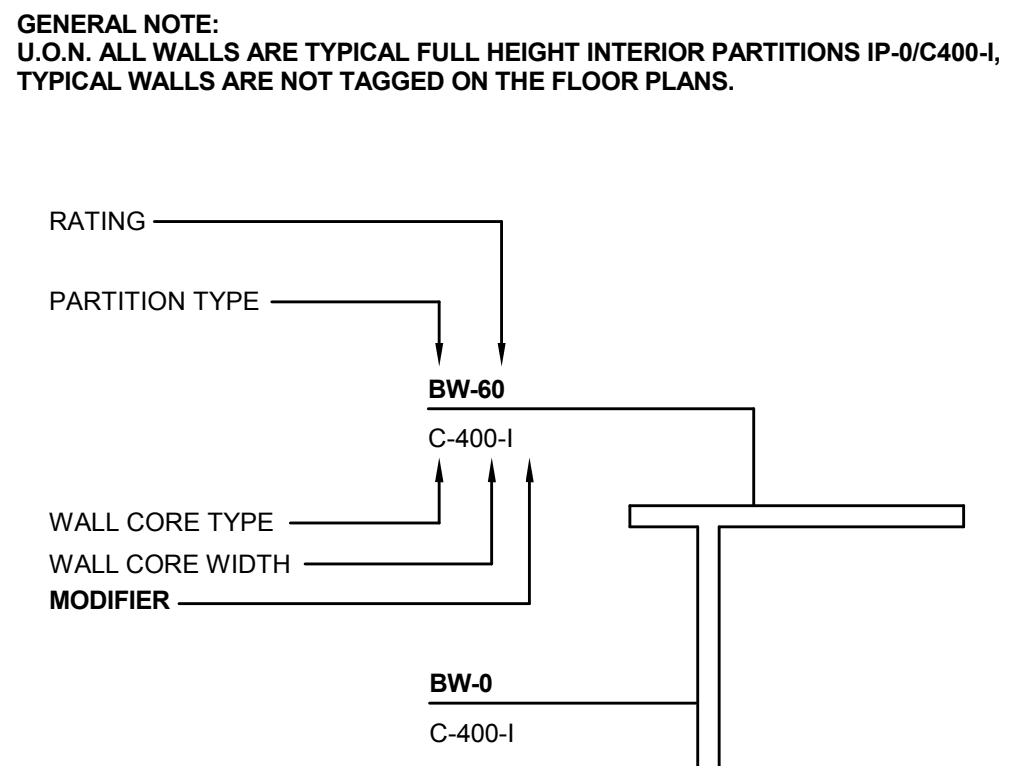 GENERAL NOTE:
U.O.N. ALL WALLS ARE TYPICAL FULL HEIGHT INTERIOR PARTITIONS IP-0/C400-I,
TYPICAL WALLS ARE NOT TAGGED ON THE FLOOR PLANS.
RATING
PARTITION TYPE
BW-60
C-400-I
WALL CORE TYPE
WALL CORE WIDTH
MODIFIER
BW-0
C-400-I